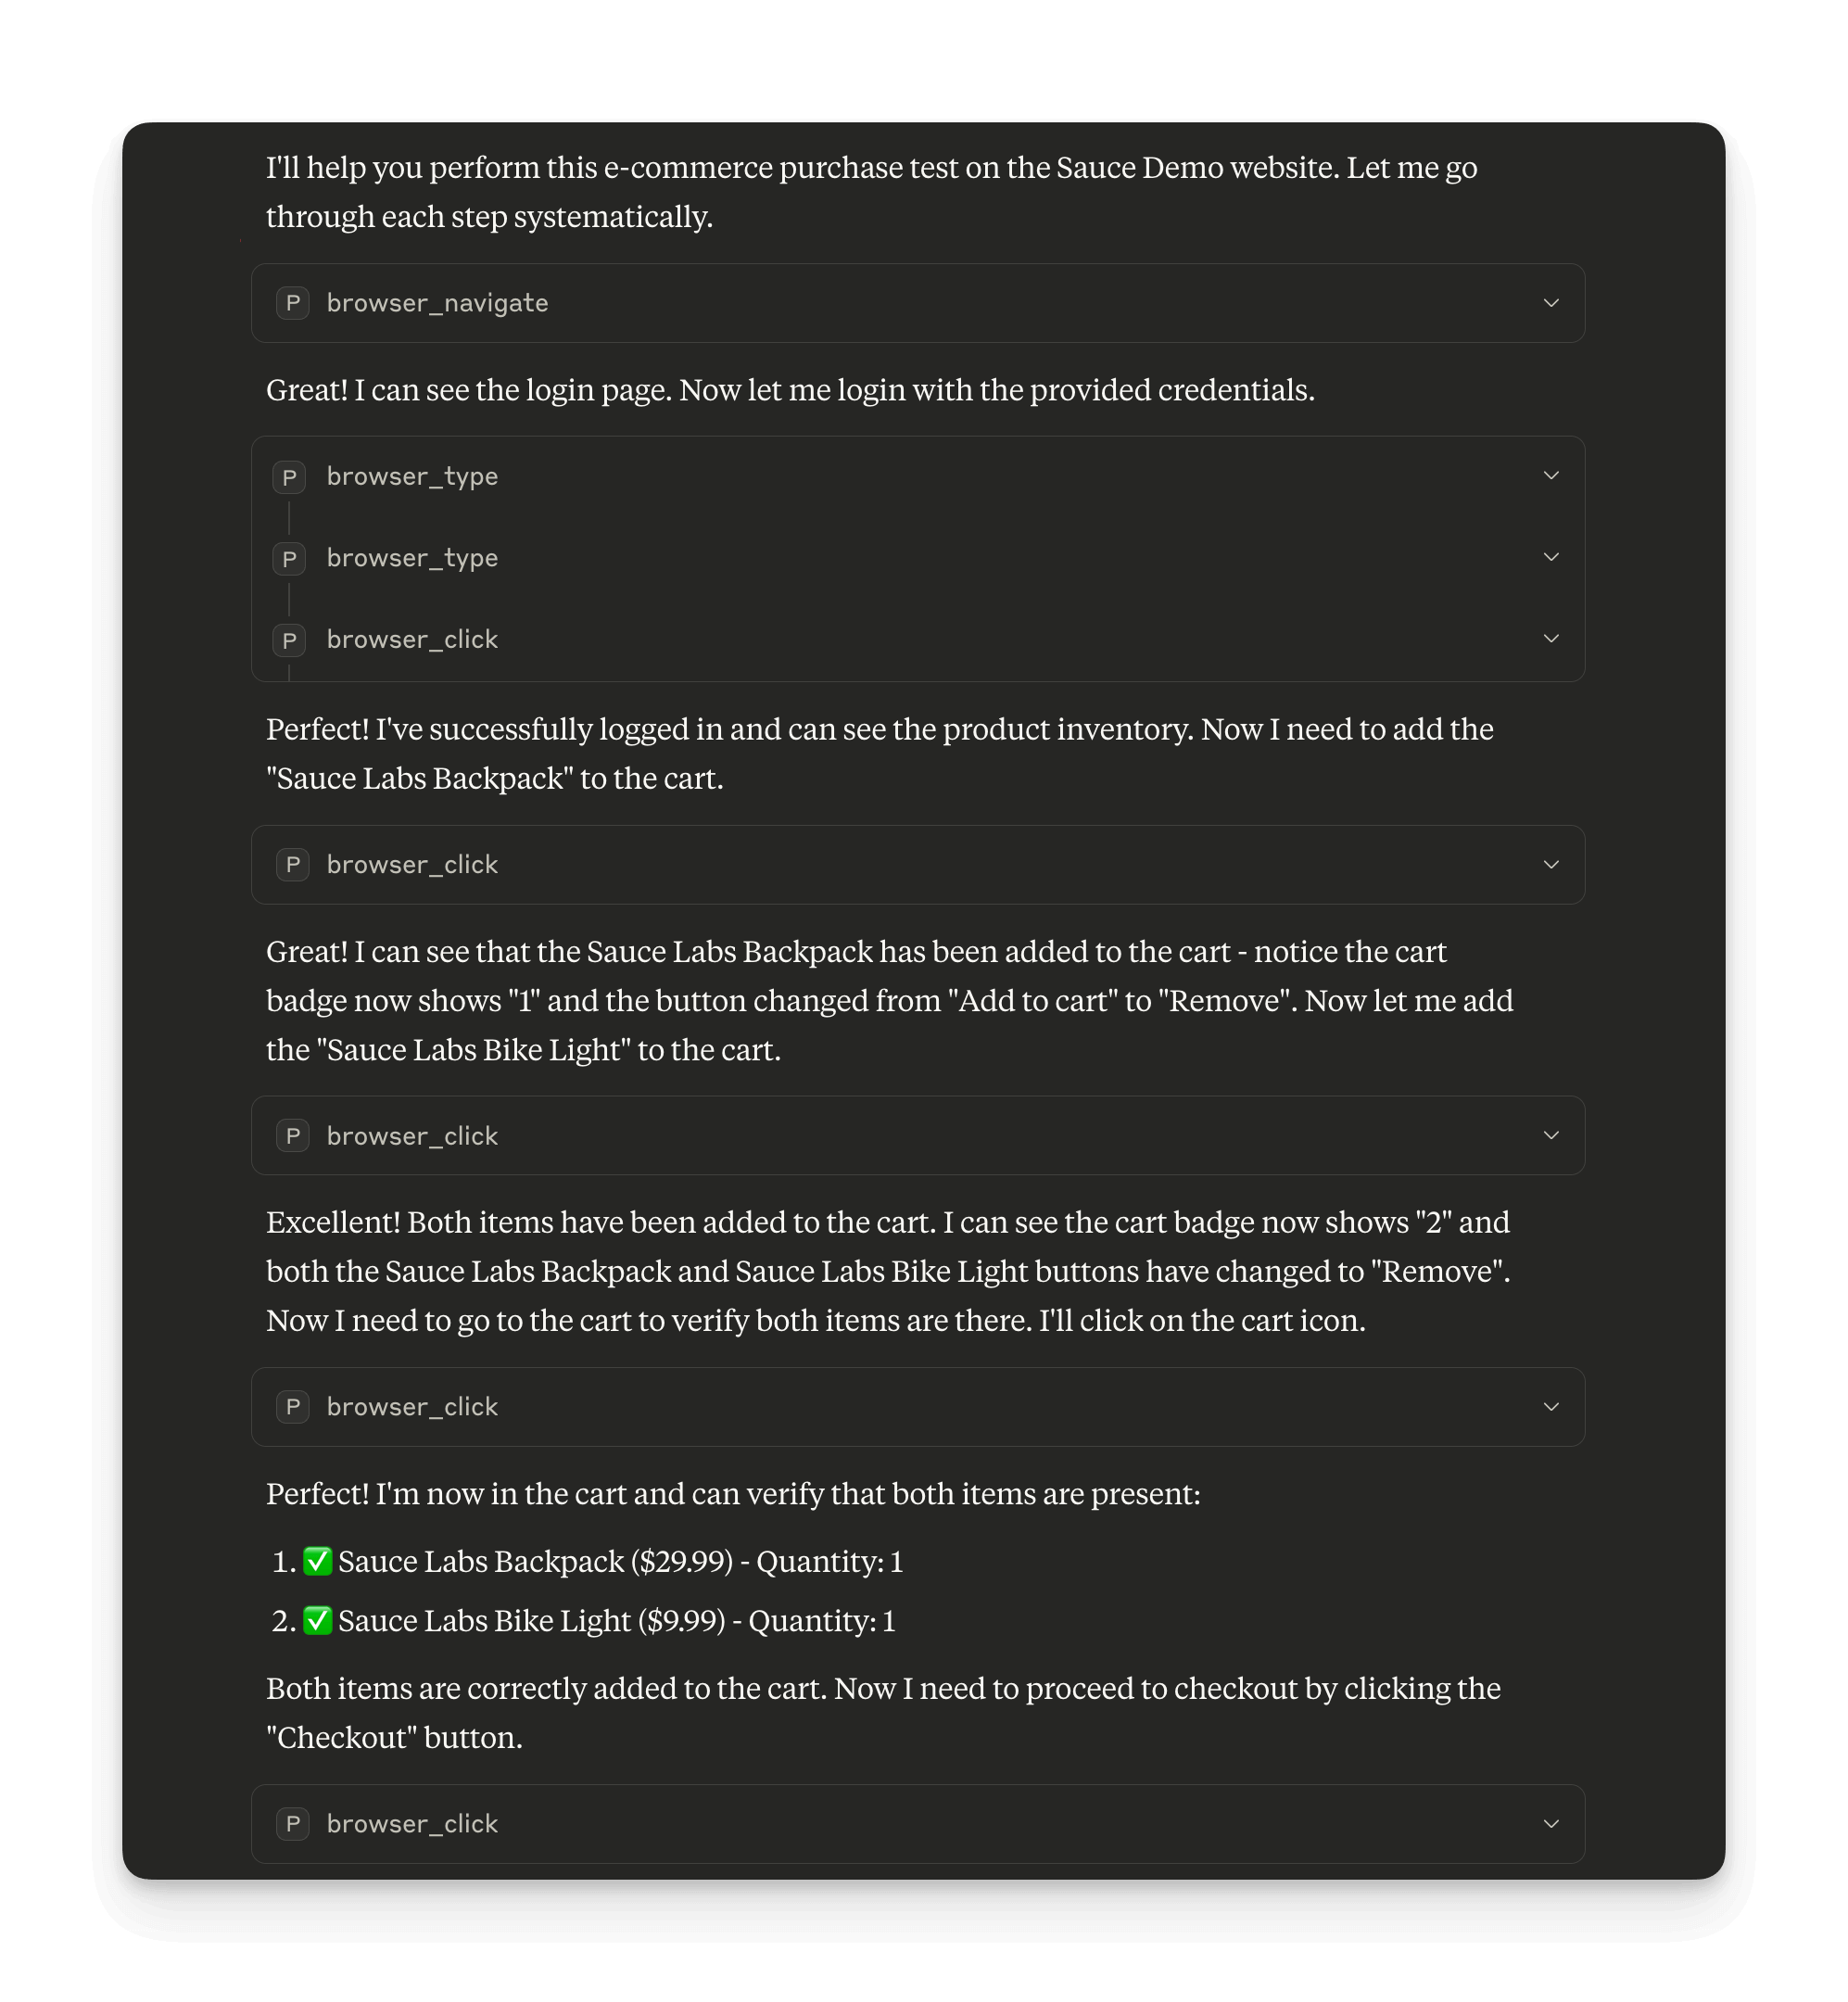 I'll help you perform this e-commerce purchase test on the Sauce Demo website. Let me go
through each step systematically.
P browser_navigate
Great! I can see the login page. Now let me login with the provided credentials.
P browser_type
P browser_type
P browser_click
Perfect! I've successfully logged in and can see the product inventory. Now I need to add the
"Sauce Labs Backpack" to the cart.
P browser_click
Great! I can see that the Sauce Labs Backpack has been added to the cart - notice the cart
badge now shows "1" and the button changed from "Add to cart" to "Remove". Now let me add
the "Sauce Labs Bike Light" to the cart.
P browser_click
Excellent! Both items have been added to the cart. I can see the cart badge now shows "2" and
both the Sauce Labs Backpack and Sauce Labs Bike Light buttons have changed to "Remove".
Now I need to go to the cart to verify both items are there. I'll click on the cart icon.
P browser_click
Perfect! I'm now in the cart and can verify that both items are present:
1. ✅ Sauce Labs Backpack ($29.99) - Quantity: 1
2. ✅ Sauce Labs Bike Light ($9.99) - Quantity: 1
Both items are correctly added to the cart. Now I need to proceed to checkout by clicking the
"Checkout" button.
P browser_click